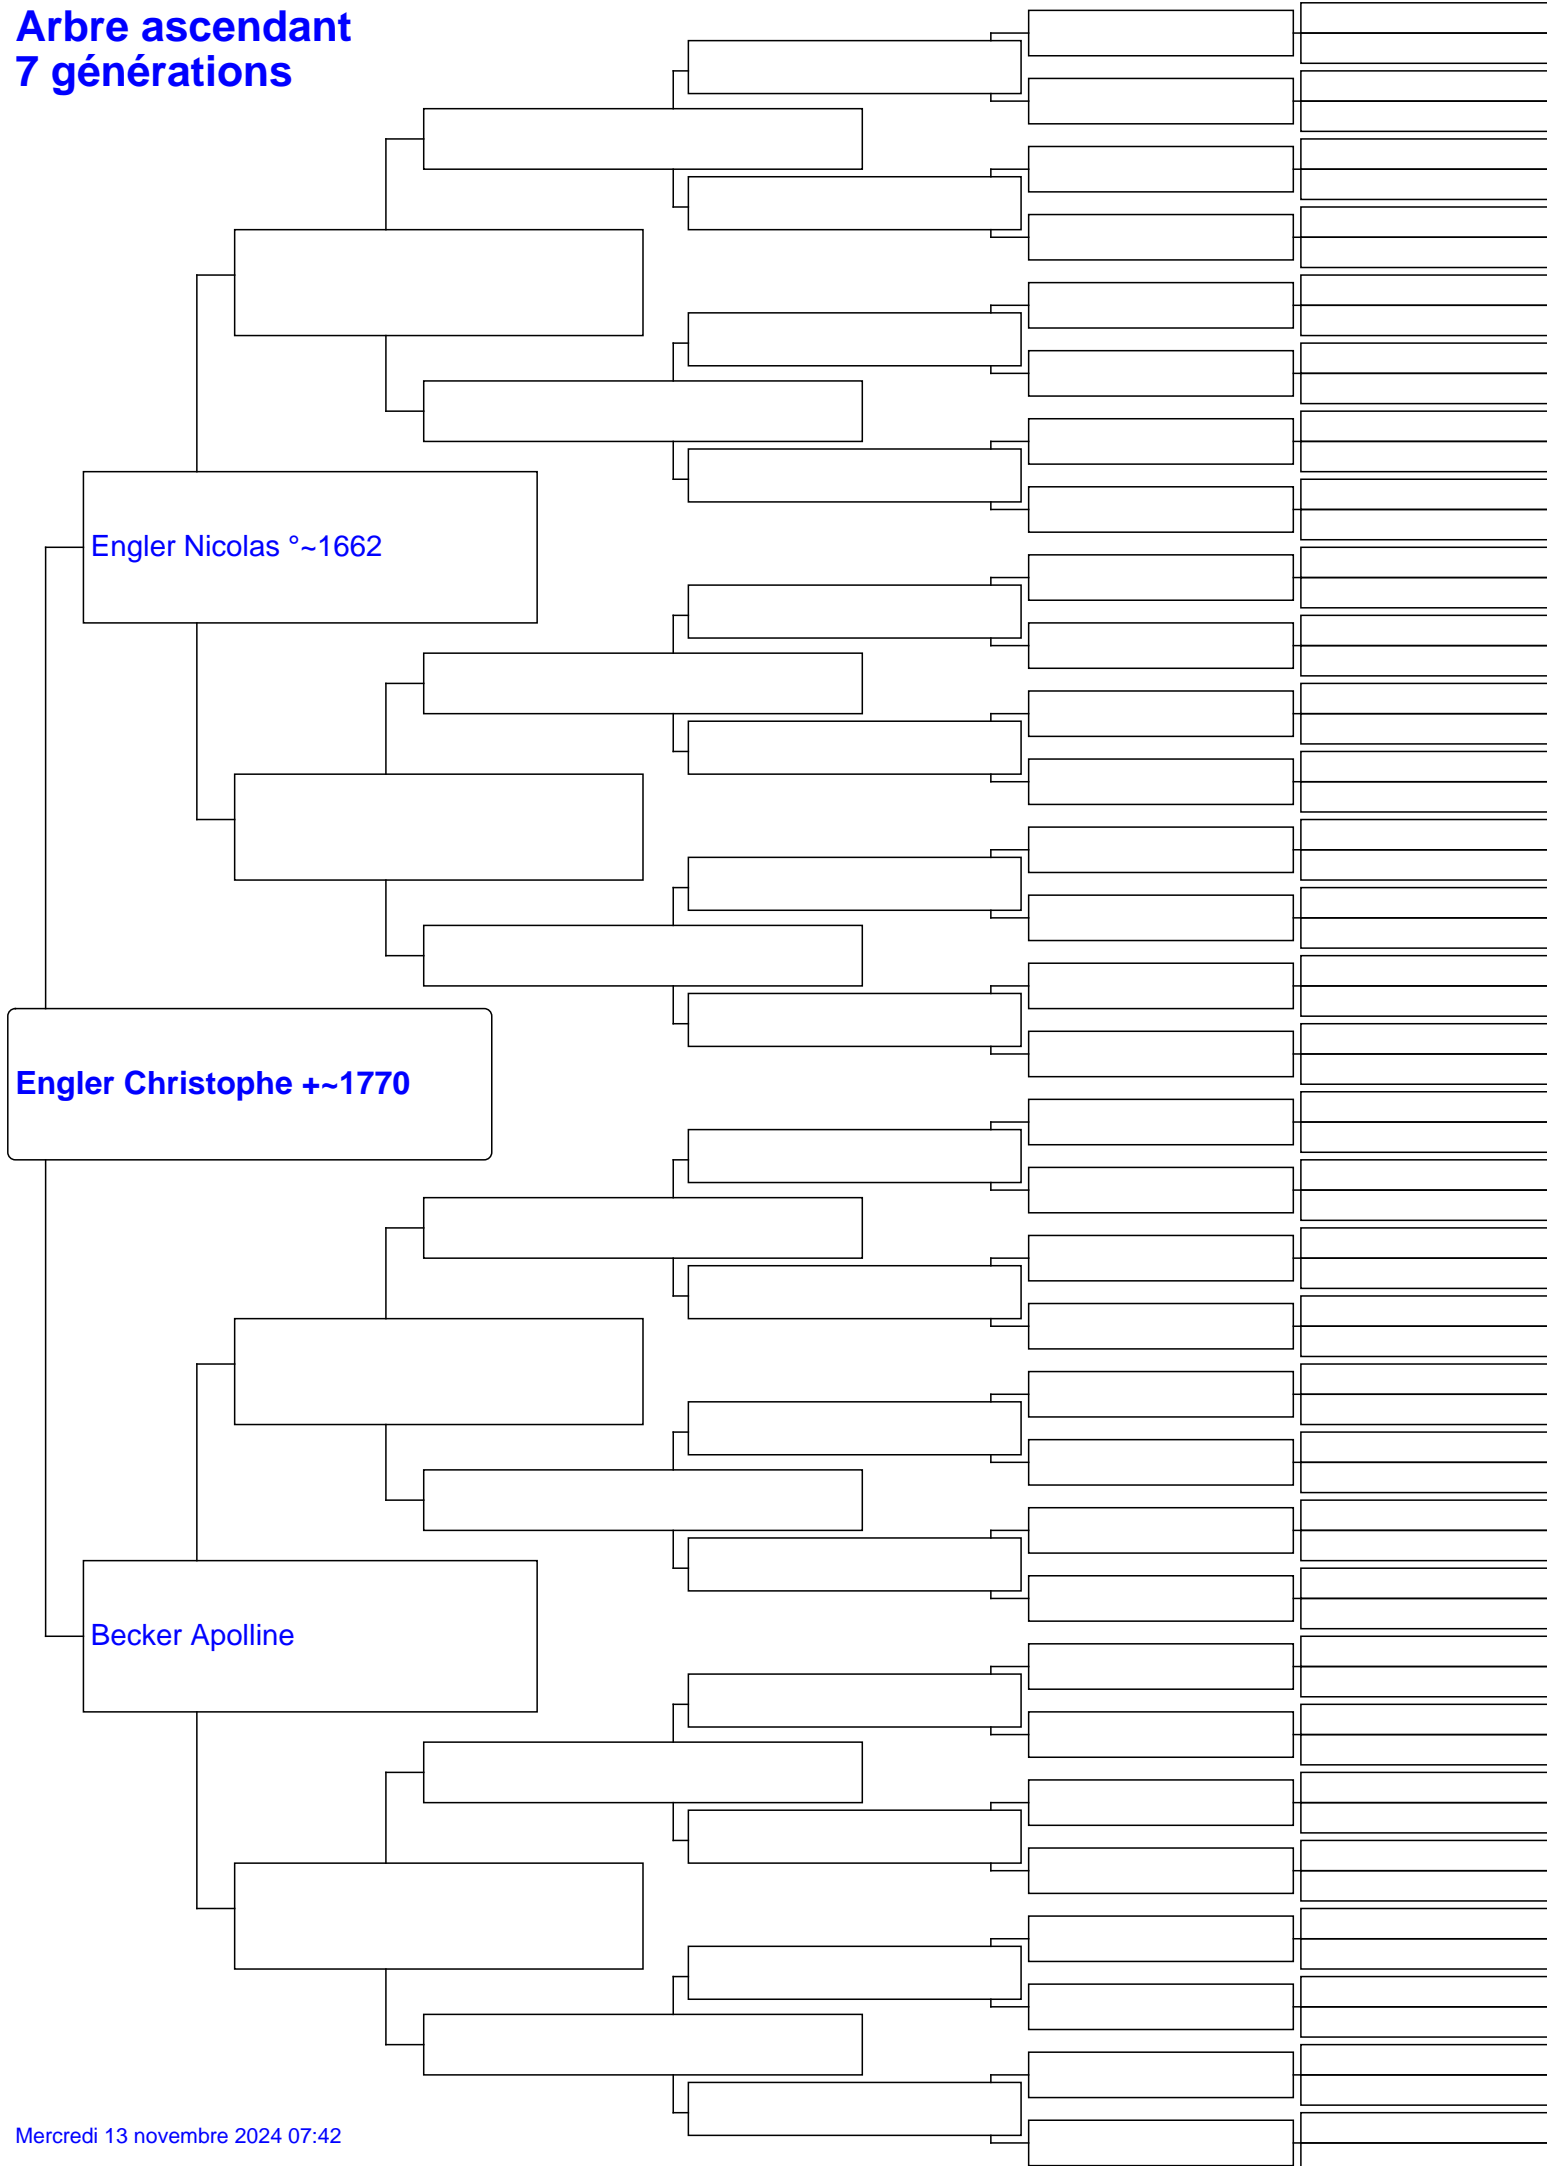 Arbre ascendant
7 générations
Engler Nicolas °~1662
Engler Christophe +~1770
Becker Apolline
Mercredi 13 novembre 2024 07:42